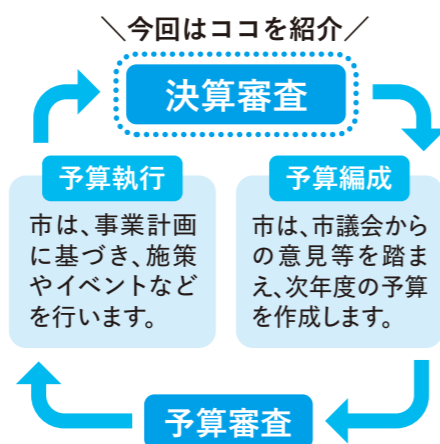 ＼今回はココを紹介／
決算審査
予算執行
市は、事業計画
に基づき、施策
やイベントなど
を行います。
予算編成
市は、市議会から
の意見等を踏ま
え、次年度の予算
を作成します。
予算審査